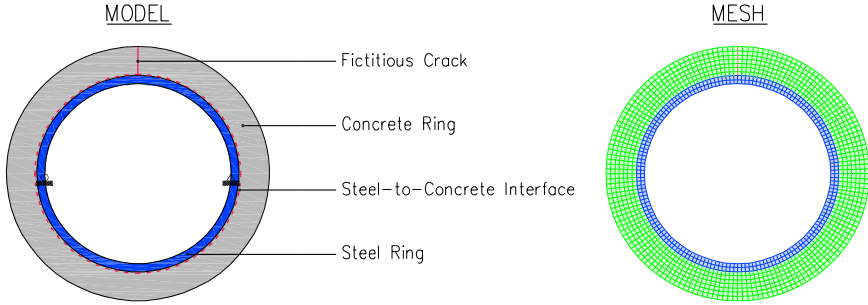 MODEL
MESH
Fictitious Crack
Concrete Ring
Steel-to-Concrete Interface
Steel Ring